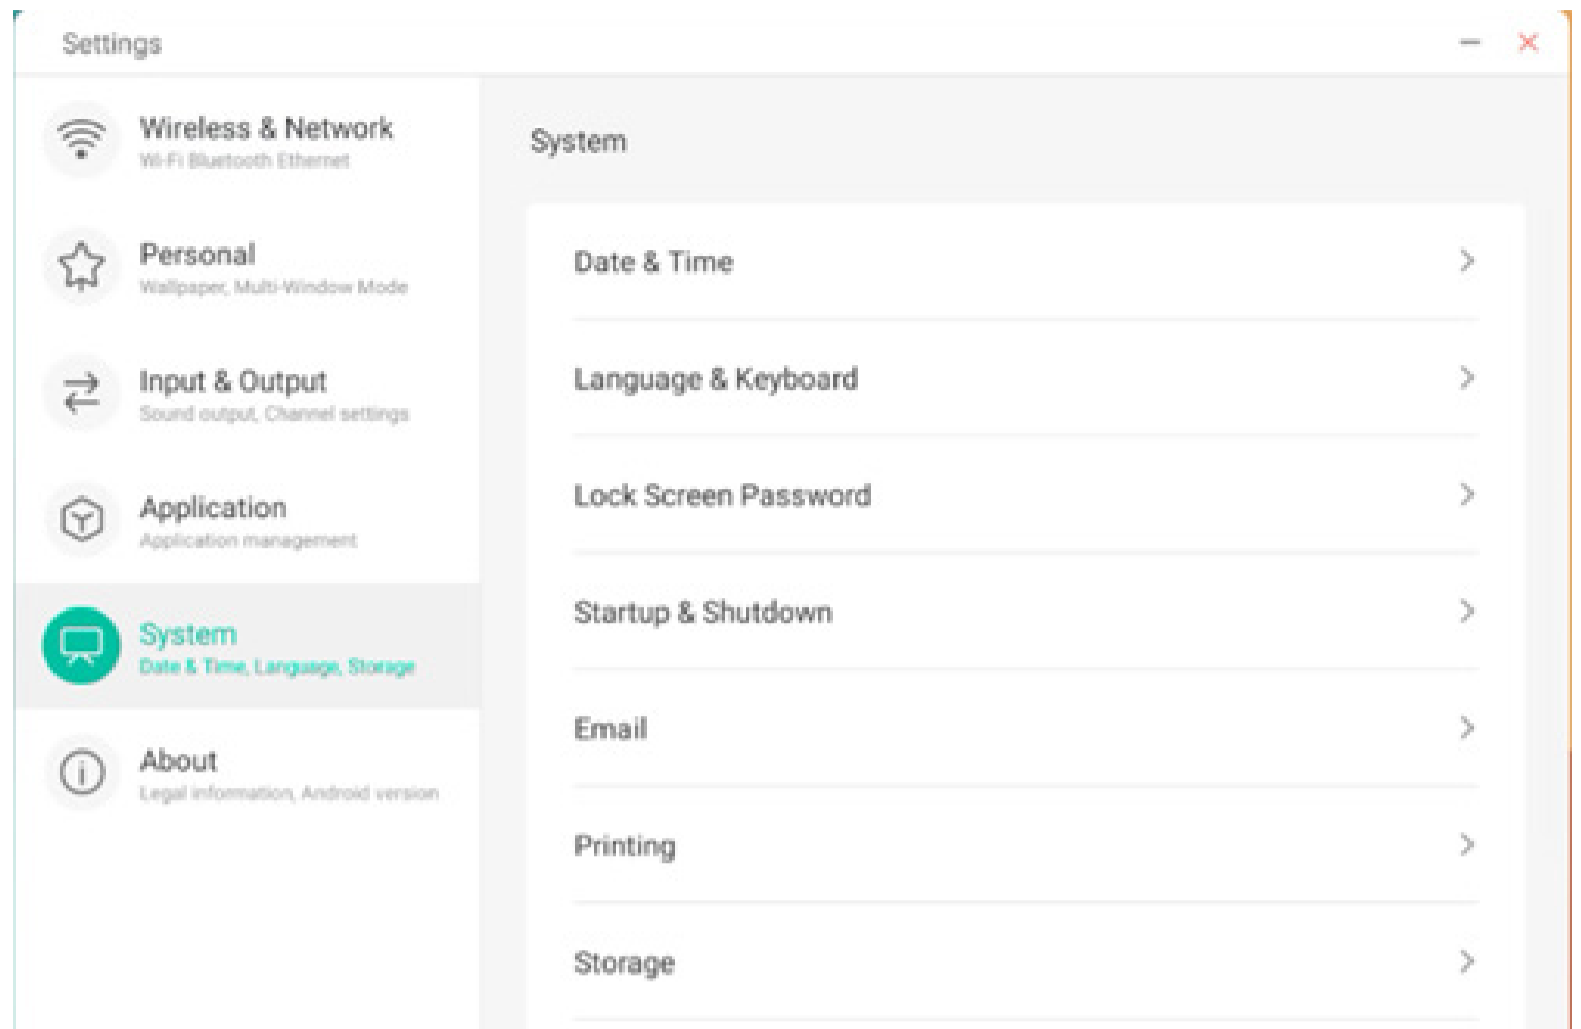 Settings
Wireless & Network
Wi-Fi Bluetooth Ethernet
Personal
Wallpaper, Multi-Window Mode
Input & Output
Sound output, Channel settings
Application
Application management
System
Date & Time, Language, Storage
About
Legal information, Android version
System
Date & Time
Language & Keyboard
Lock Screen Password
Startup & Shutdown
Email
Printing
Storage